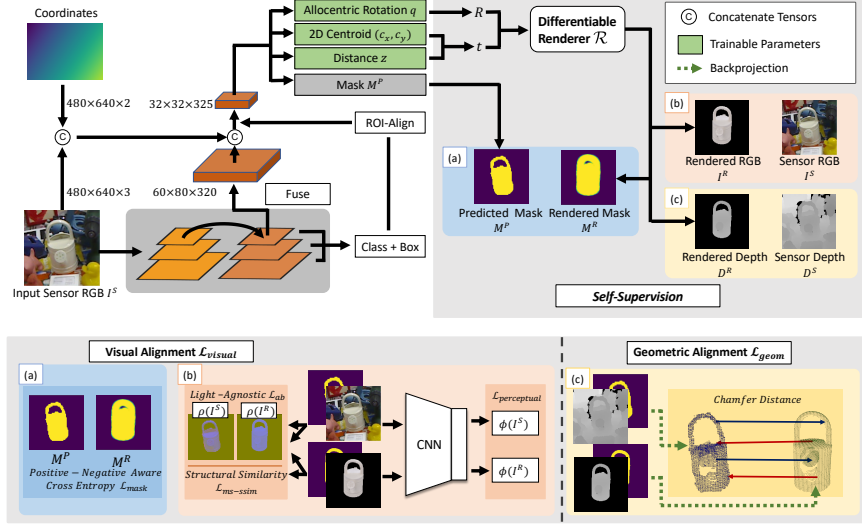 Coordinates
480×640×2
C
480×640×3
Input Sensor RGB I^S
32×32×325
C
60×80×320
Fuse
ROI-Align
Class + Box
Allocentric Rotation q
2D Centroid (c_x, c_y)
Distance z
Mask M^P
R
t
Differentiable
Renderer R
C Concatenate Tensors
Trainable Parameters
Backprojection
(a)
Predicted Mask
M^P
Rendered Mask
M^R
(b)
Rendered RGB
I^R
Sensor RGB
I^S
(c)
Rendered Depth
D^R
Sensor Depth
D^S
Self-Supervision
Visual Alignment L_visual
(a)
M^P
M^R
Positive−Negative Aware
Cross Entropy L_mask
(b)
Light−Agnostic L_ab
ρ(I^S)
ρ(I^R)
Structural Similarity
L_ms−ssim
CNN
L_perceptual
ϕ(I^S)
ϕ(I^R)
Geometric Alignment L_geom
(c)
Chamfer Distance